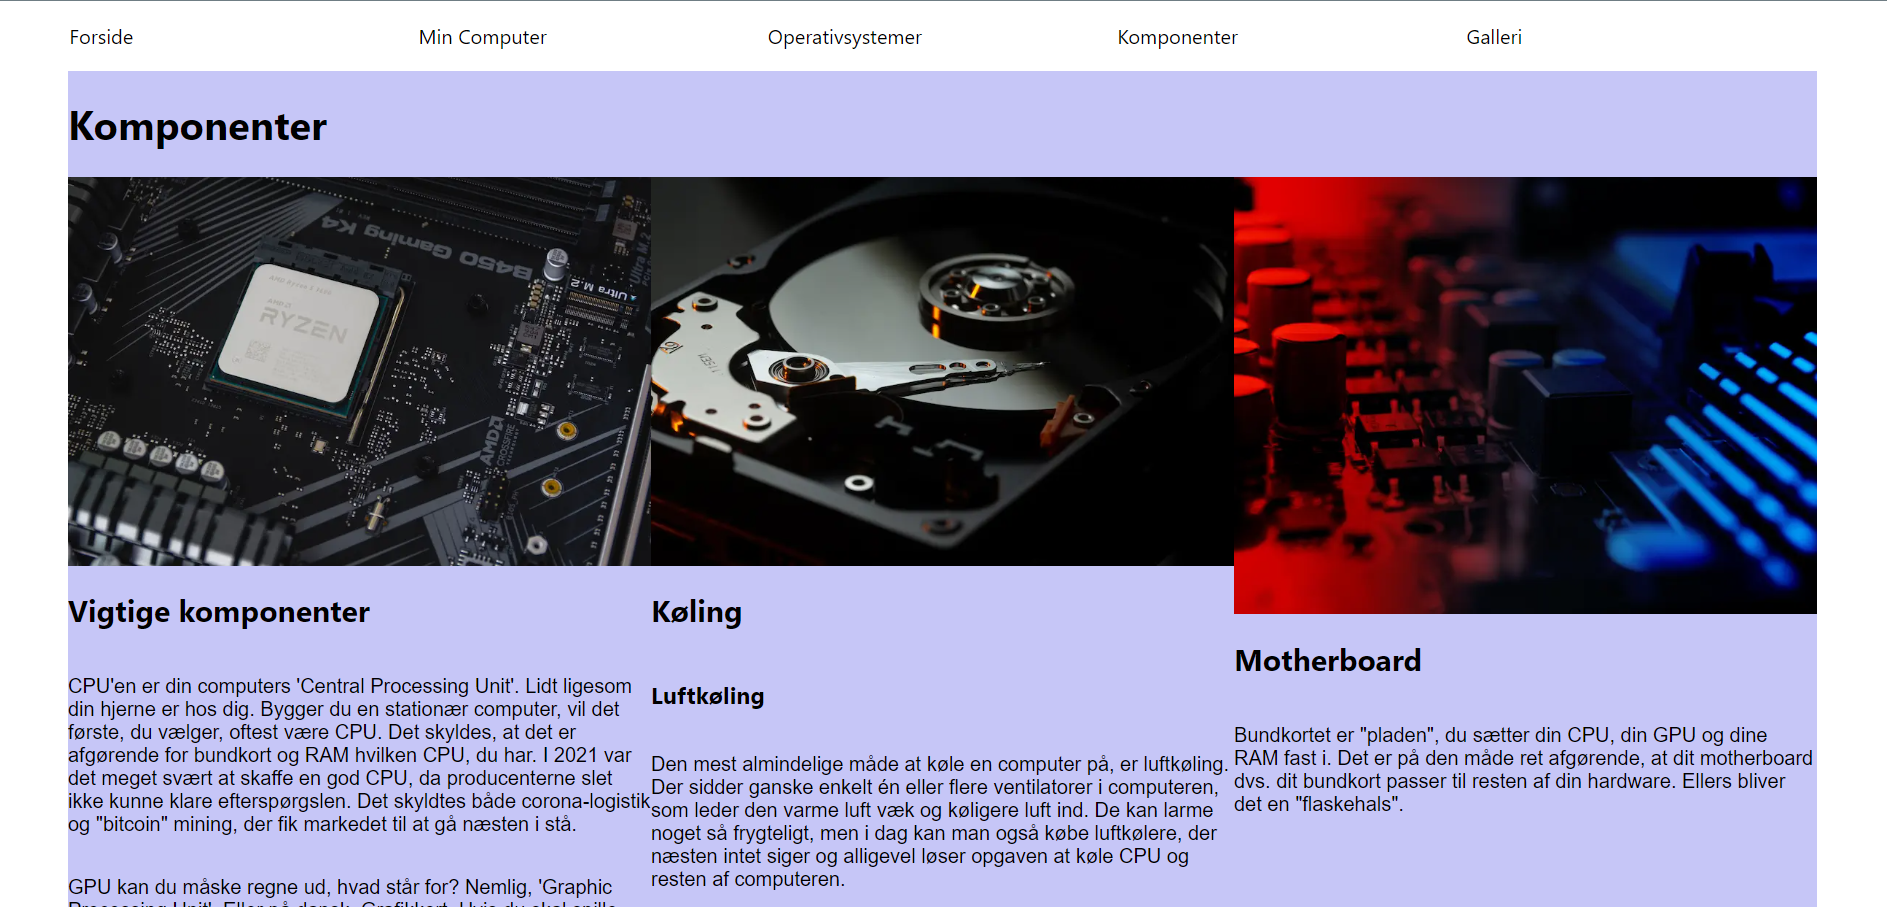 Forside
Min Computer
Operativsystemer
Komponenter
Galleri
Komponenter
B450 Gaming K4
Ultra M.2
RYZEN
AMD
CROSSFIRE
Vigtige komponenter
CPU'en er din computers 'Central Processing Unit'. Lidt ligesom
din hjerne er hos dig. Bygger du en stationær computer, vil det
første, du vælger, oftest være CPU. Det skyldes, at det er
afgørende for bundkort og RAM hvilken CPU, du har. I 2021 var
det meget svært at skaffe en god CPU, da producenterne slet
ikke kunne klare efterspørgslen. Det skyldtes både corona-logistik
og "bitcoin" mining, der fik markedet til at gå næsten i stå.
GPU kan du måske regne ud, hvad står for? Nemlig, 'Graphic
Køling
Luftkøling
Den mest almindelige måde at køle en computer på, er luftkøling.
Der sidder ganske enkelt én eller flere ventilatorer i computeren,
som leder den varme luft væk og køligere luft ind. De kan larme
noget så frygteligt, men i dag kan man også købe luftkølere, der
næsten intet siger og alligevel løser opgaven at køle CPU og
resten af computeren.
Motherboard
Bundkortet er "pladen", du sætter din CPU, din GPU og dine
RAM fast i. Det er på den måde ret afgørende, at dit motherboard
dvs. dit bundkort passer til resten af din hardware. Ellers bliver
det en "flaskehals".